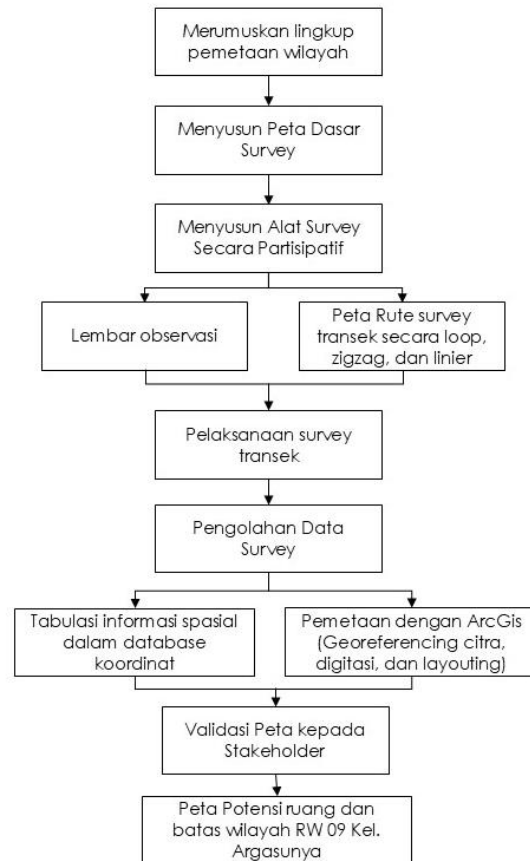 Merumuskan lingkup
pemetaan wilayah
Menyusun Peta Dasar
Survey
Menyusun Alat Survey
Secara Partisipatif
Lembar observasi
Peta Rute survey
transek secara loop,
zigzag, dan linier
Pelaksanaan survey
transek
Pengolahan Data
Survey
Tabulasi informasi spasial
dalam database
koordinat
Pemetaan dengan ArcGis
(Georeferencing citra,
digitasi, dan layouting)
Validasi Peta kepada
Stakeholder
Peta Potensi ruang dan
batas wilayah RW 09 Kel.
Argasunya